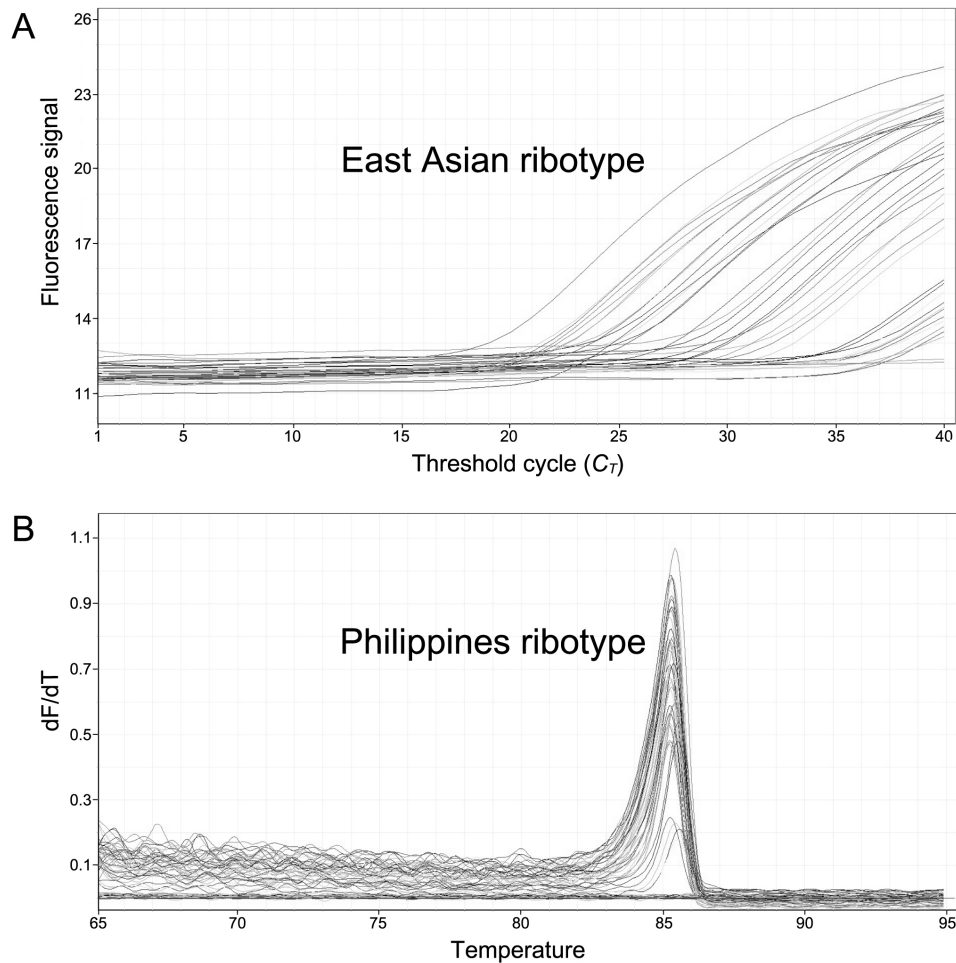 A
26
23
20
17
14
11
Fluorescence signal
East Asian ribotype
1 5 10 15 20 25 30 35 40
Threshold cycle (CT)
B
1.1
0.9
0.7
0.5
0.3
0.1
dF/dT
Philippines ribotype
65 70 75 80 85 90 95
Temperature